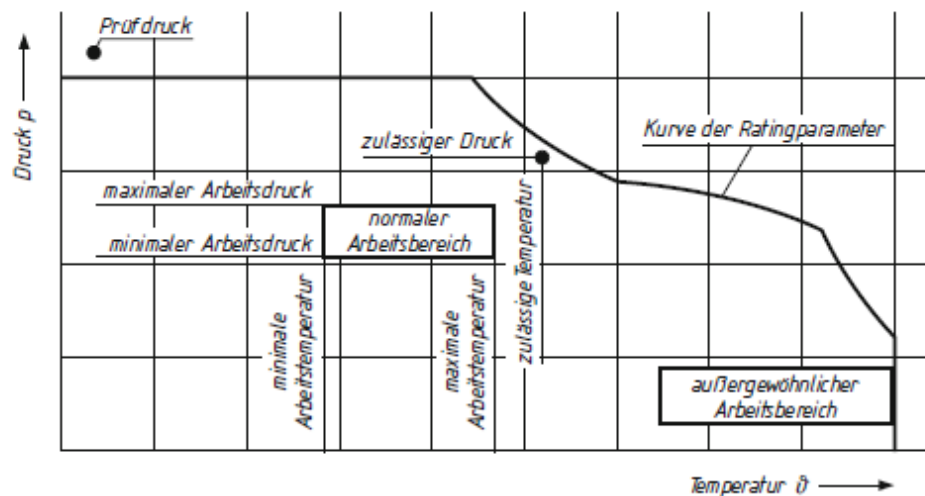 Prüfdruck
Druck p
zulässiger Druck
Kurve der Ratingparameter
maximaler Arbeitsdruck
normaler
Arbeitsbereich
minimaler Arbeitsdruck
minimale
Arbeitstemperatur
maximale
Arbeitstemperatur
zulässige Temperatur
außergewöhnlicher
Arbeitsbereich
Temperatur ϑ